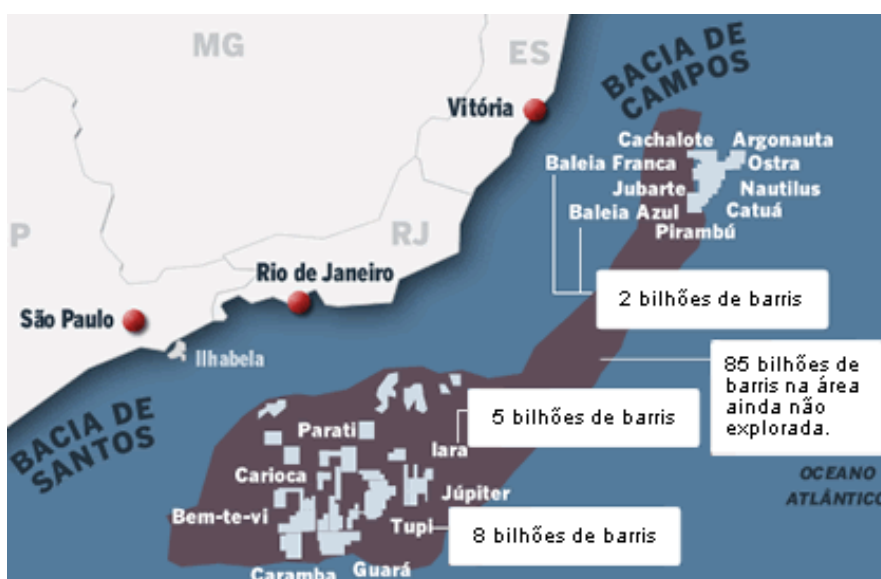 MG
ES
BACIA DE
CAMPOS
Vitória
Cachalote
Argonauta
Baleia Franca
Ostra
Jubarte
Nautilus
Baleia Azul
Catuá
Pirambú
P
RJ
Rio de Janeiro
São Paulo
Ilhabela
2 bilhões de barris
85 bilhões de
barris na área
ainda não
explorada.
BACIA DE
SANTOS
5 bilhões de barris
Parati
Iara
Carioca
Júpiter
OCEANO
ATLÂNTICO
Bem-te-vi
Tupi
8 bilhões de barris
Caramba
Guará